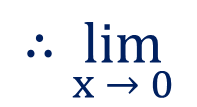 ∴ lim
x → 0